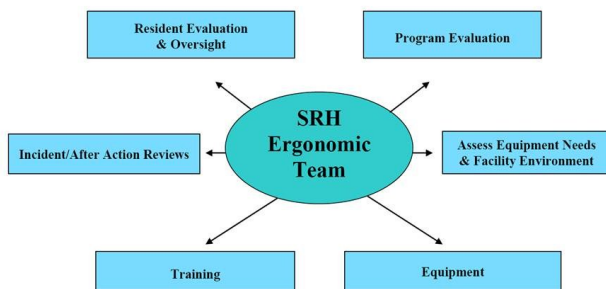 Resident Evaluation
& Oversight
Program Evaluation
SRH
Ergonomic
Team
Incident/After Action Reviews
Assess Equipment Needs
& Facility Environment
Training
Equipment